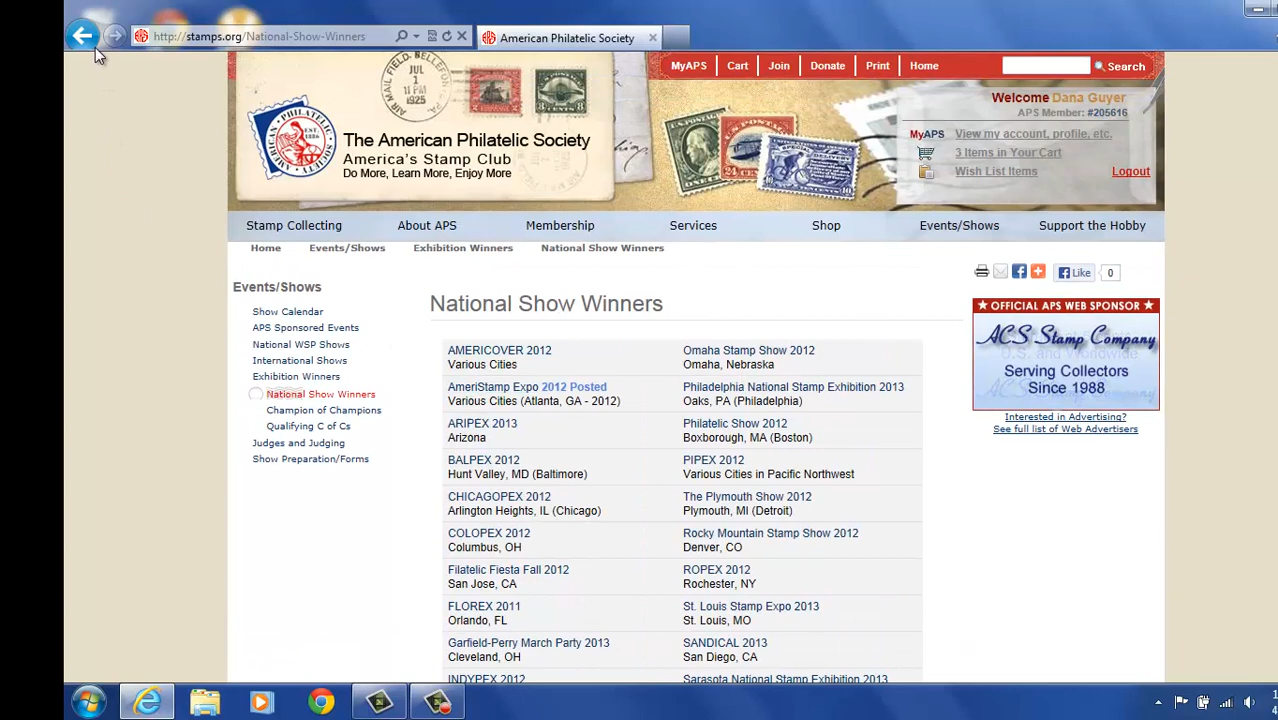 http://stamps.org/National-Show-Winners
American Philatelic Society
MyAPS
Cart
Join
Donate
Print
Home
Search
Welcome Dana Guyer
APS Member: #205616
MyAPS View my account, profile, etc.
3 Items in Your Cart
Wish List Items
Logout
AIR MAIL FIELD, BELLEFON
JUL
1
11 PM
1925
The American Philatelic Society
America's Stamp Club
Do More, Learn More, Enjoy More
Stamp Collecting
About APS
Membership
Services
Shop
Events/Shows
Support the Hobby
Home
Events/Shows
Exhibition Winners
National Show Winners
Like
0
Events/Shows
Show Calendar
APS Sponsored Events
National WSP Shows
International Shows
Exhibition Winners
National Show Winners
Champion of Champions
Qualifying C of Cs
Judges and Judging
Show Preparation/Forms
National Show Winners
AMERICOVER 2012
Various Cities
Omaha Stamp Show 2012
Omaha, Nebraska
AmeriStamp Expo 2012 Posted
Various Cities (Atlanta, GA - 2012)
Philadelphia National Stamp Exhibition 2013
Oaks, PA (Philadelphia)
ARIPEX 2013
Arizona
Philatelic Show 2012
Boxborough, MA (Boston)
BALPEX 2012
Hunt Valley, MD (Baltimore)
PIPEX 2012
Various Cities in Pacific Northwest
CHICAGOPEX 2012
Arlington Heights, IL (Chicago)
The Plymouth Show 2012
Plymouth, MI (Detroit)
COLOPEX 2012
Columbus, OH
Rocky Mountain Stamp Show 2012
Denver, CO
Filatelic Fiesta Fall 2012
San Jose, CA
ROPEX 2012
Rochester, NY
FLOREX 2011
Orlando, FL
St. Louis Stamp Expo 2013
St. Louis, MO
Garfield-Perry March Party 2013
Cleveland, OH
SANDICAL 2013
San Diego, CA
INDYPEX 2012
Sarasota National Stamp Exhibition 2013
★ OFFICIAL APS WEB SPONSOR ★
ACS Stamp Company
U.S. and Worldwide
Serving Collectors
Since 1988
Interested in Advertising?
See full list of Web Advertisers